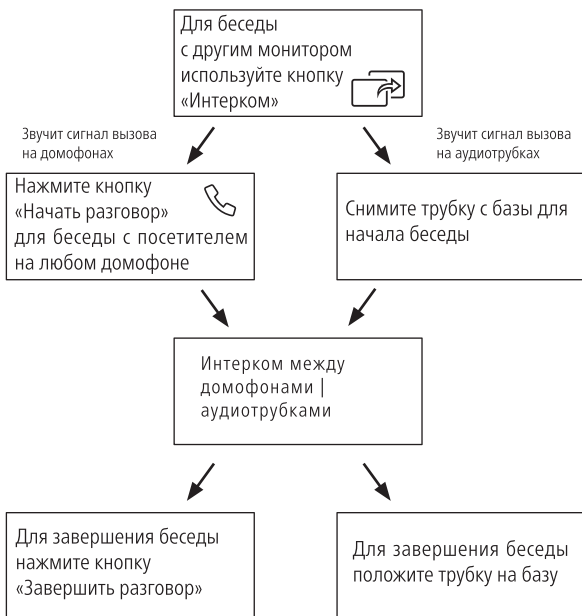 Для беседы
с другим монитором
используйте кнопку
«Интерком»
Звучит сигнал вызова
на домофонах
Звучит сигнал вызова
на аудиотрубках
Нажмите кнопку
«Начать разговор»
для беседы с посетителем
на любом домофоне
Снимите трубку с базы для
начала беседы
Интерком между
домофонами |
аудиотрубками
Для завершения беседы
нажмите кнопку
«Завершить разговор»
Для завершения беседы
положите трубку на базу